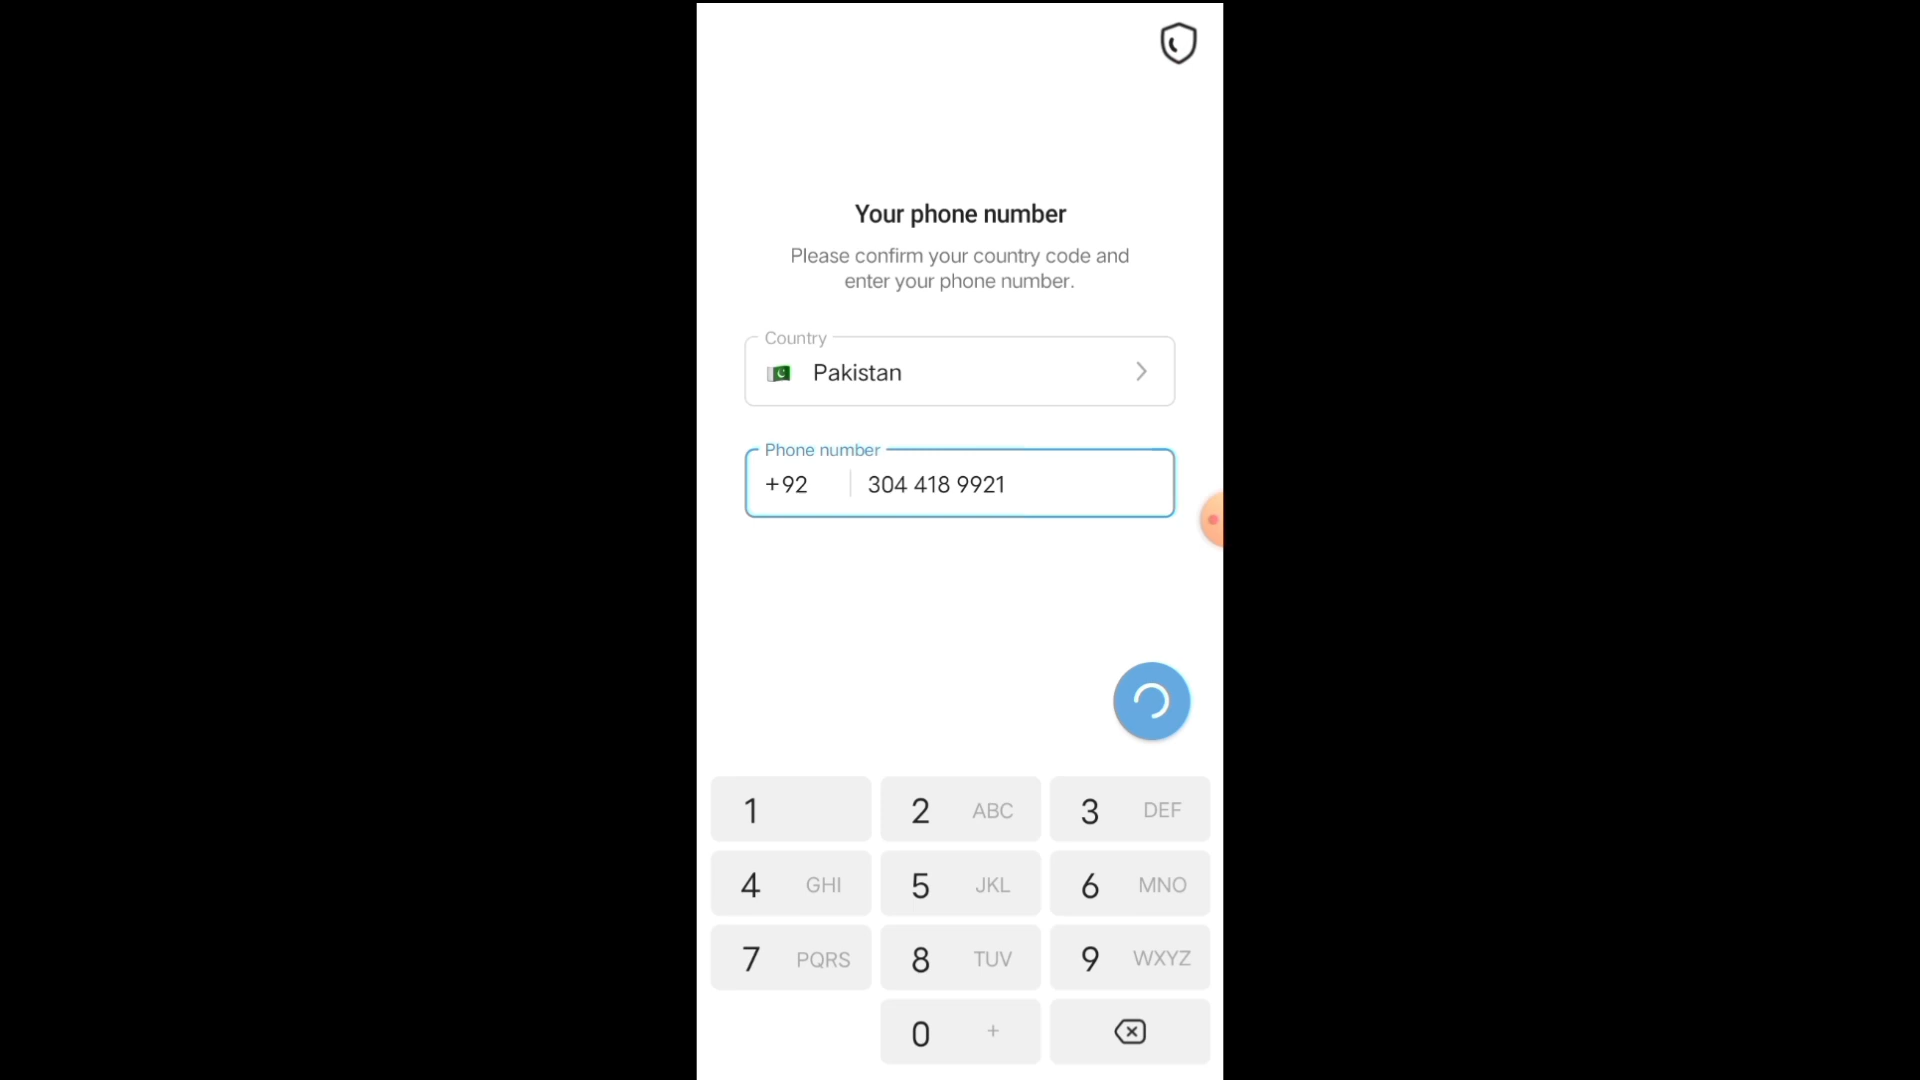 Your phone number
Please confirm your country code and
enter your phone number.
Country
Pakistan
Phone number
+92 304 418 9921
1
2 ABC
3 DEF
4 GHI
5 JKL
6 MNO
7 PQRS
8 TUV
9 WXYZ
0 +